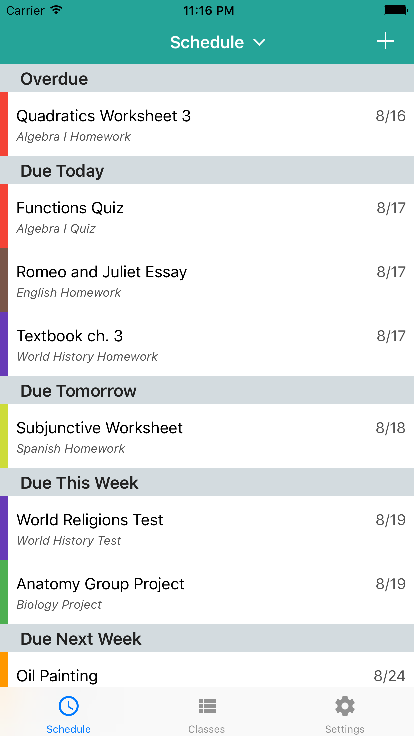 Carrier 11:16 PM
Schedule
Overdue
Quadratics Worksheet 3 8/16
Algebra I Homework
Due Today
Functions Quiz 8/17
Algebra I Quiz
Romeo and Juliet Essay 8/17
English Homework
Textbook ch. 3 8/17
World History Homework
Due Tomorrow
Subjunctive Worksheet 8/18
Spanish Homework
Due This Week
World Religions Test 8/19
World History Test
Anatomy Group Project 8/19
Biology Project
Due Next Week
Oil Painting 8/24
Schedule Classes Settings